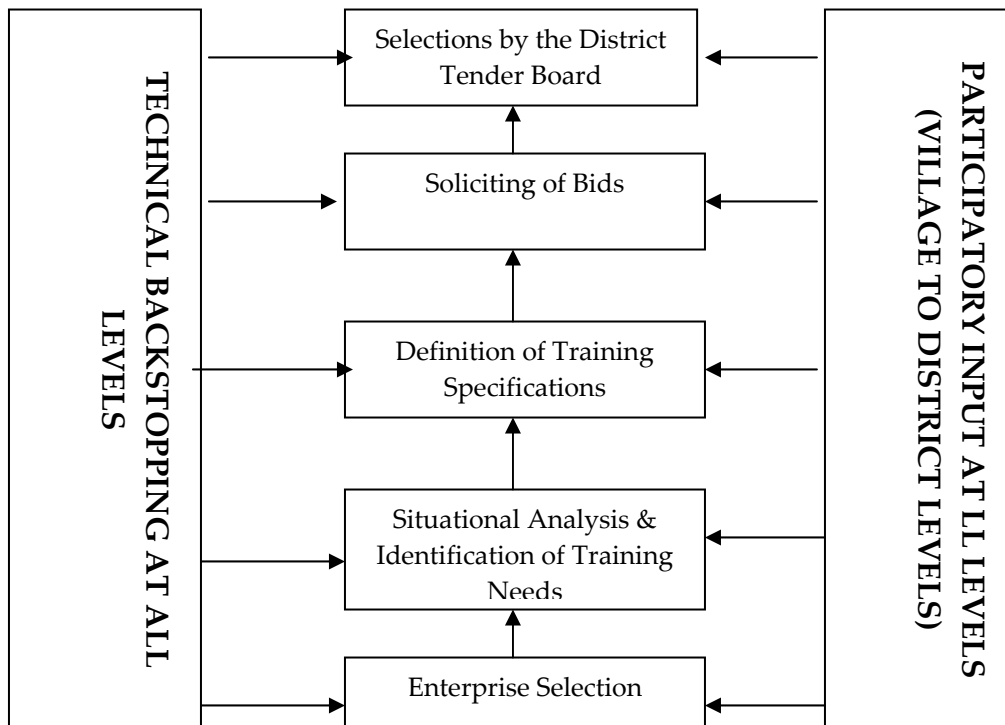 TECHNICAL BACKSTOPPING AT ALL
LEVELS
Selections by the District
Tender Board
Soliciting of Bids
Definition of Training
Specifications
Situational Analysis &
Identification of Training
Needs
Enterprise Selection
PARTICIPATORY INPUT AT LL LEVELS
(VILLAGE TO DISTRICT LEVELS)